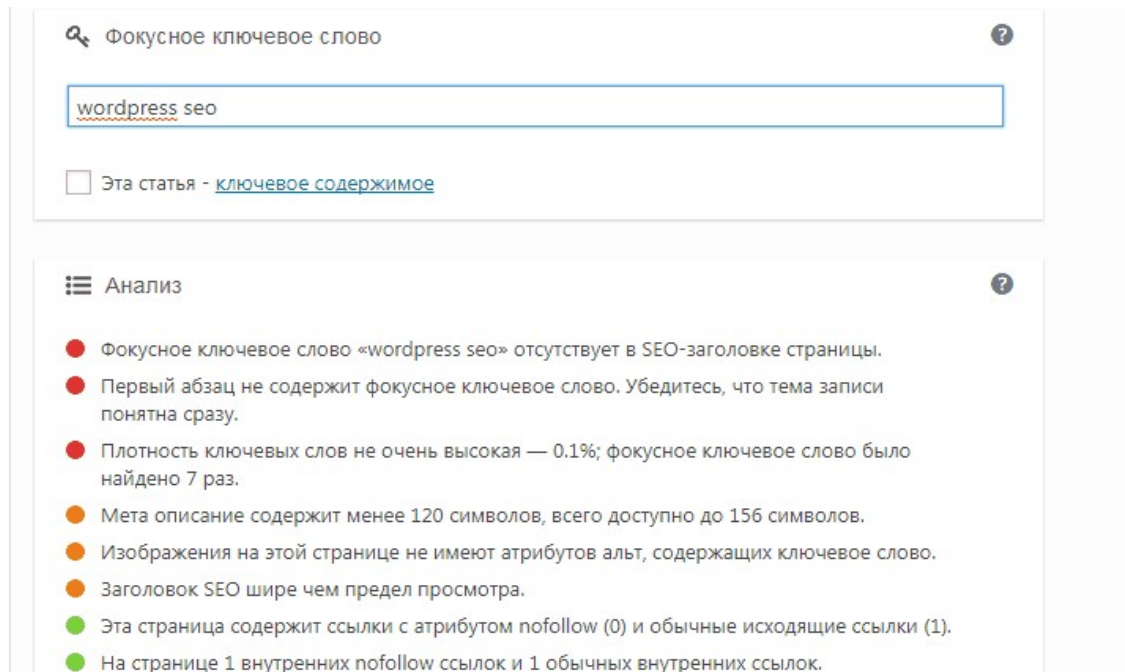 Фокусное ключевое слово
wordpress seo
Эта статья - ключевое содержимое
Анализ
Фокусное ключевое слово «wordpress seo» отсутствует в SEO-заголовке страницы.
Первый абзац не содержит фокусное ключевое слово. Убедитесь, что тема записи
понятна сразу.
Плотность ключевых слов не очень высокая — 0.1%; фокусное ключевое слово было
найдено 7 раз.
Мета описание содержит менее 120 символов, всего доступно до 156 символов.
Изображения на этой странице не имеют атрибутов альт, содержащих ключевое слово.
Заголовок SEO шире чем предел просмотра.
Эта страница содержит ссылки с атрибутом nofollow (0) и обычные исходящие ссылки (1).
На странице 1 внутренних nofollow ссылок и 1 обычных внутренних ссылок.